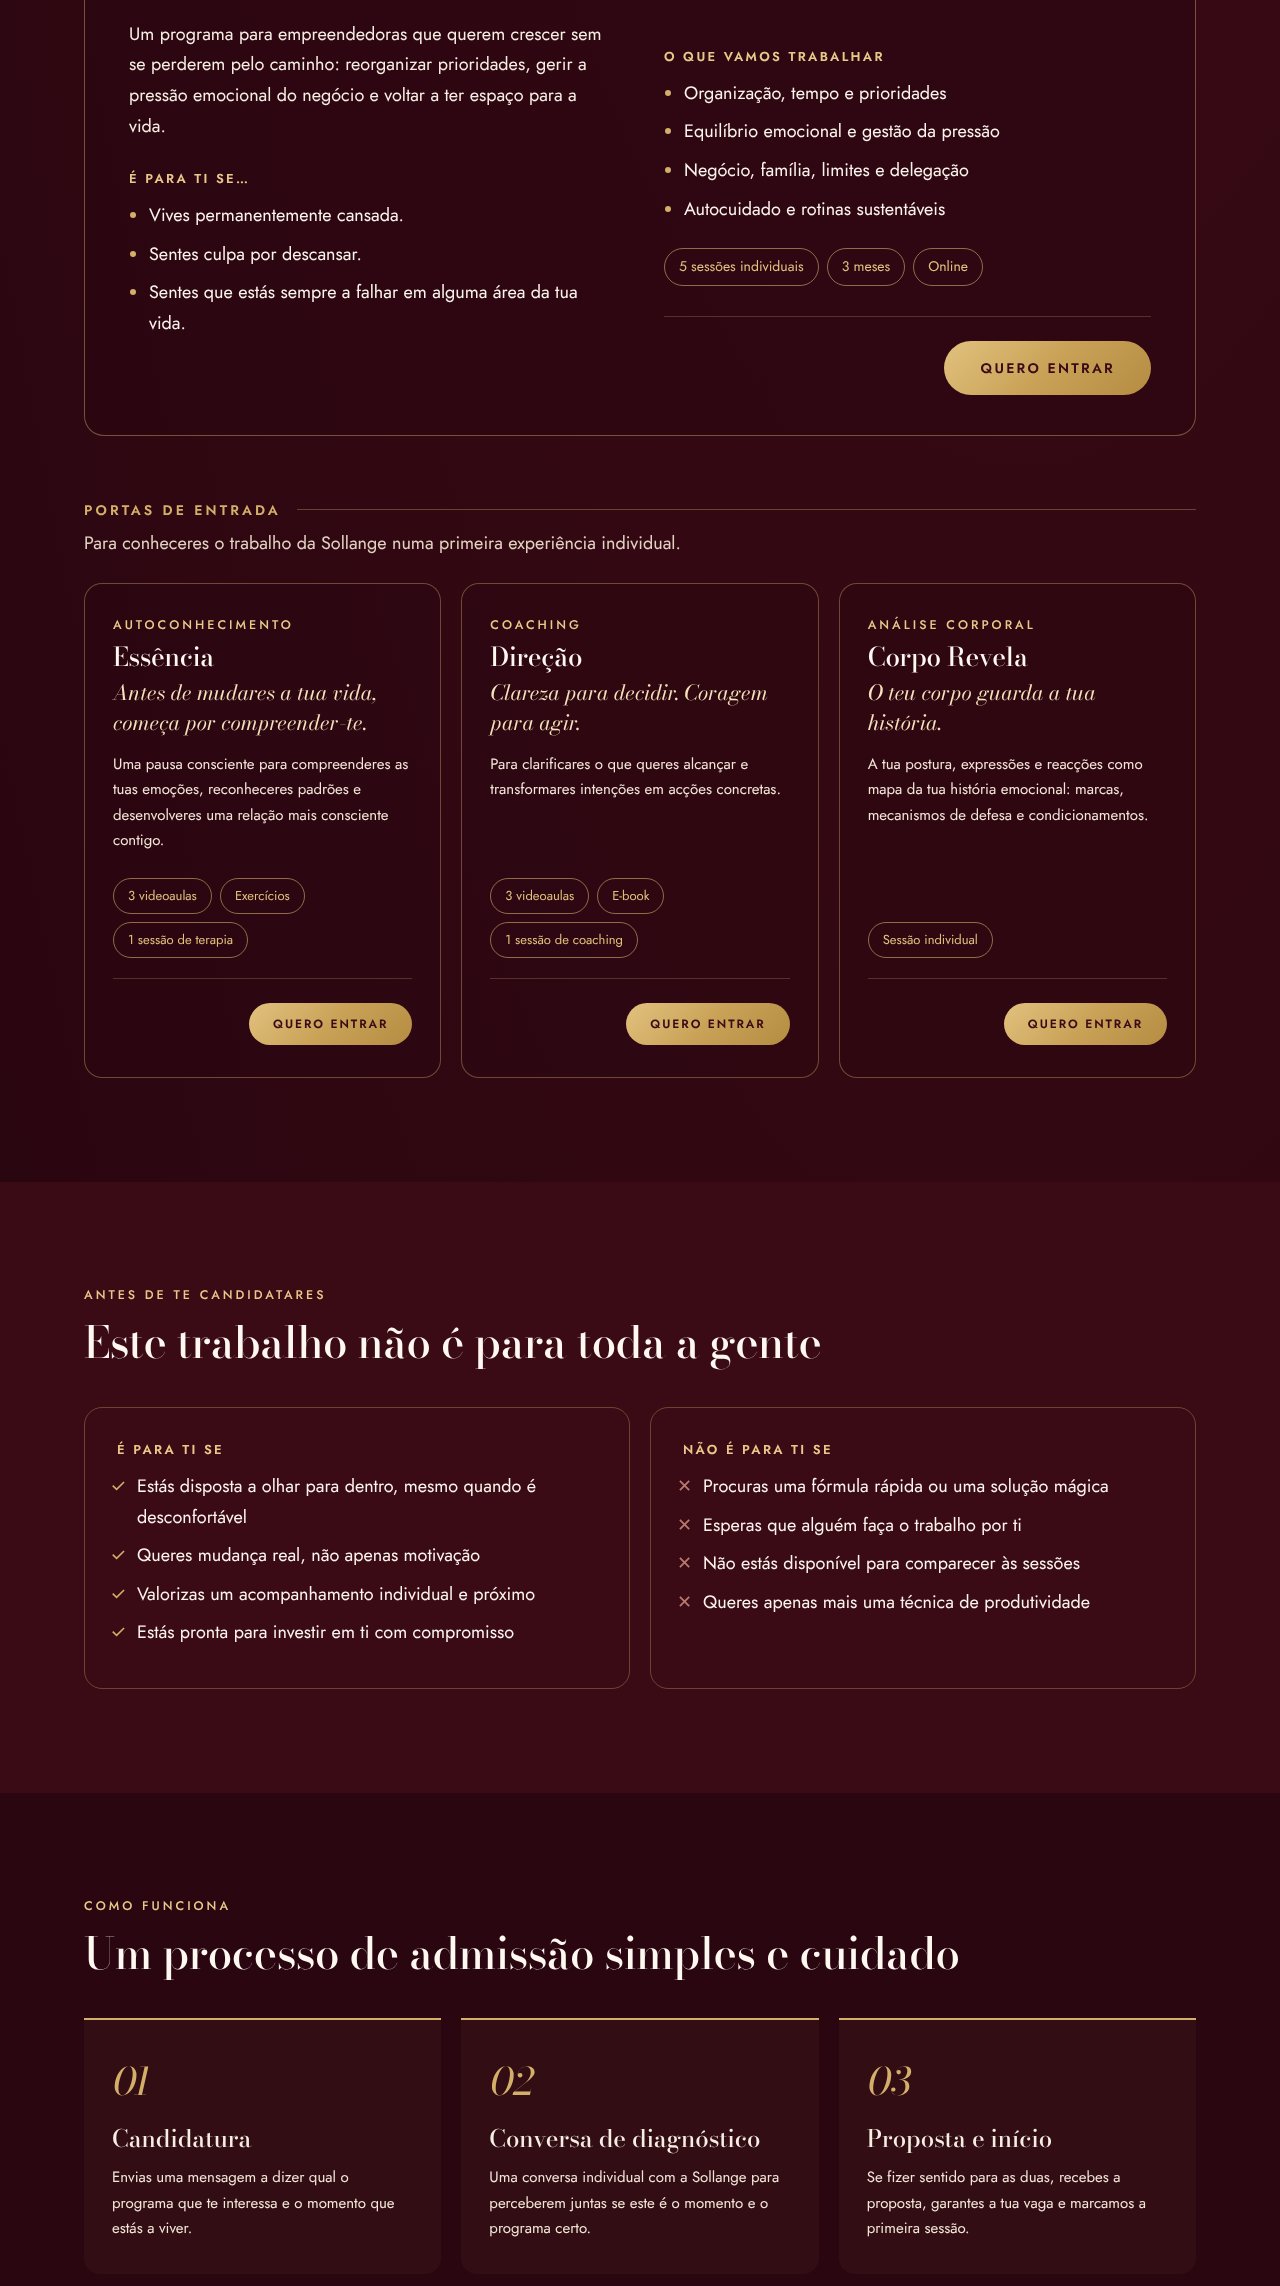 Um programa para empreendedoras que querem crescer sem
se perderem pelo caminho: reorganizar prioridades, gerir a
pressão emocional do negócio e voltar a ter espaço para a
vida.
É PARA TI SE…
Vives permanentemente cansada.
Sentes culpa por descansar.
Sentes que estás sempre a falhar em alguma área da tua
vida.
O QUE VAMOS TRABALHAR
Organização, tempo e prioridades
Equilíbrio emocional e gestão da pressão
Negócio, família, limites e delegação
Autocuidado e rotinas sustentáveis
5 sessões individuais
3 meses
Online
QUERO ENTRAR
PORTAS DE ENTRADA
Para conheceres o trabalho da Sollange numa primeira experiência individual.
AUTOCONHECIMENTO
Essência
Antes de mudares a tua vida,
começa por compreender-te.
Uma pausa consciente para compreenderes as
tuas emoções, reconheceres padrões e
desenvolveres uma relação mais consciente
contigo.
3 videoaulas
Exercícios
1 sessão de terapia
QUERO ENTRAR
COACHING
Direção
Clareza para decidir. Coragem
para agir.
Para clarificares o que queres alcançar e
transformares intenções em acções concretas.
3 videoaulas
E-book
1 sessão de coaching
QUERO ENTRAR
ANÁLISE CORPORAL
Corpo Revela
O teu corpo guarda a tua
história.
A tua postura, expressões e reacções como
mapa da tua história emocional: marcas,
mecanismos de defesa e condicionamentos.
Sessão individual
QUERO ENTRAR
ANTES DE TE CANDIDATARES
Este trabalho não é para toda a gente
É PARA TI SE
✓ Estás disposta a olhar para dentro, mesmo quando é
desconfortável
✓ Queres mudança real, não apenas motivação
✓ Valorizas um acompanhamento individual e próximo
✓ Estás pronta para investir em ti com compromisso
NÃO É PARA TI SE
✕ Procuras uma fórmula rápida ou uma solução mágica
✕ Esperas que alguém faça o trabalho por ti
✕ Não estás disponível para comparecer às sessões
✕ Queres apenas mais uma técnica de produtividade
COMO FUNCIONA
Um processo de admissão simples e cuidado
01
Candidatura
Envias uma mensagem a dizer qual o
programa que te interessa e o momento que
estás a viver.
02
Conversa de diagnóstico
Uma conversa individual com a Sollange para
perceberem juntas se este é o momento e o
programa certo.
03
Proposta e início
Se fizer sentido para as duas, recebes a
proposta, garantes a tua vaga e marcamos a
primeira sessão.